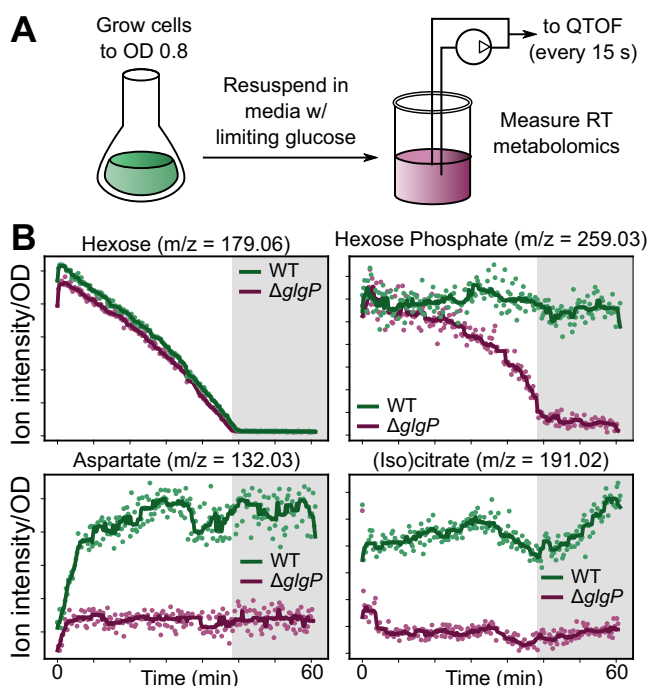 A
Grow cells
to OD 0.8
Resuspend in
media w/
limiting glucose
to QTOF
(every 15 s)
Measure RT
metabolomics
B
Hexose (m/z = 179.06)
Hexose Phosphate (m/z = 259.03)
Ion intensity/OD
WT
ΔglgP
WT
ΔglgP
Aspartate (m/z = 132.03)
(Iso)citrate (m/z = 191.02)
Ion intensity/OD
WT
ΔglgP
WT
ΔglgP
0
Time (min)
60
0
Time (min)
60